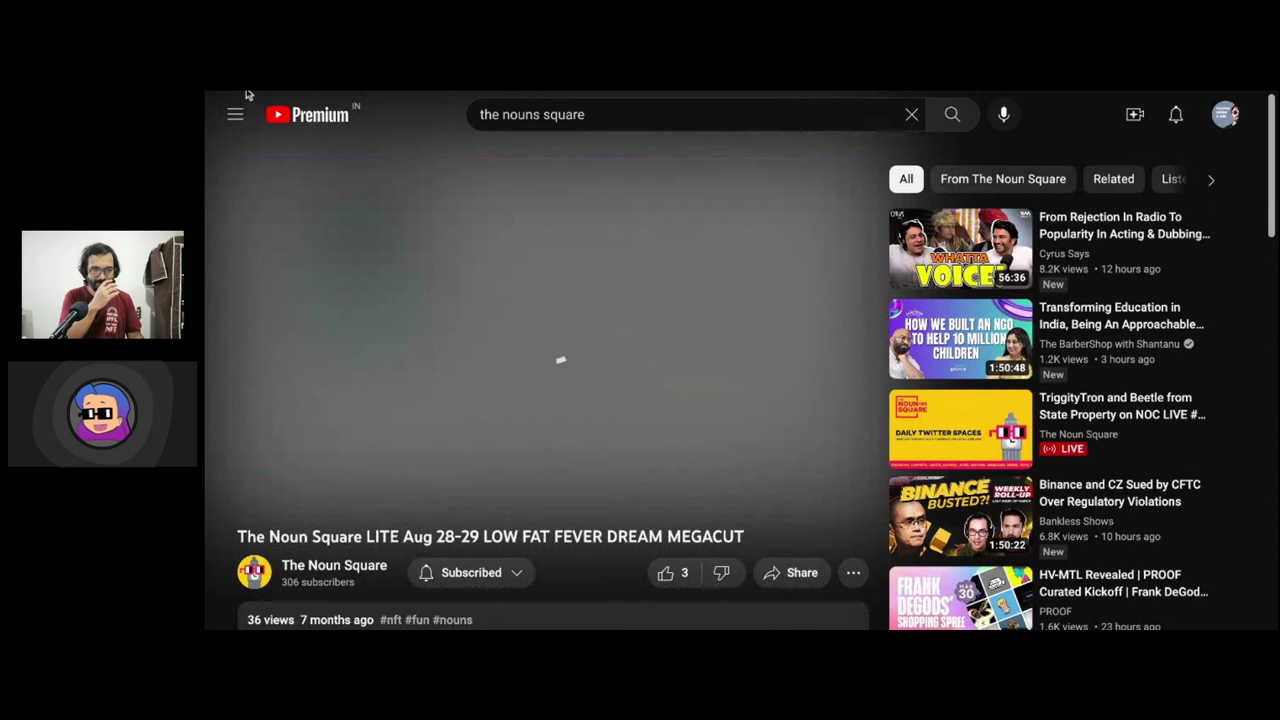 Premium IN
the nouns square
All
From The Noun Square
Related
Liste
From Rejection In Radio To
Popularity In Acting & Dubbing...
Cyrus Says
8.2K views • 12 hours ago
New
WHATTA
VOICE!
56:36
Transforming Education in
India, Being An Approachable...
The BarberShop with Shantanu
1.2K views • 3 hours ago
New
HOW WE BUILT AN NGO
TO HELP 10 MILLION
CHILDREN
1:50:48
TriggityTron and Beetle from
State Property on NOC LIVE #...
The Noun Square
LIVE
DAILY TWITTER SPACES
Binance and CZ Sued by CFTC
Over Regulatory Violations
Bankless Shows
6.8K views • 10 hours ago
New
BINANCE
BUSTED?!
WEEKLY
ROLL-UP
1:50:22
HV-MTL Revealed | PROOF
Curated Kickoff | Frank DeGod...
PROOF
1.6K views • 23 hours ago
FRANK
DEGODS'
SHOPPING SPREE
MAR
30
The Noun Square LITE Aug 28-29 LOW FAT FEVER DREAM MEGACUT
The Noun Square
306 subscribers
Subscribed
3
Share
36 views 7 months ago #nft #fun #nouns